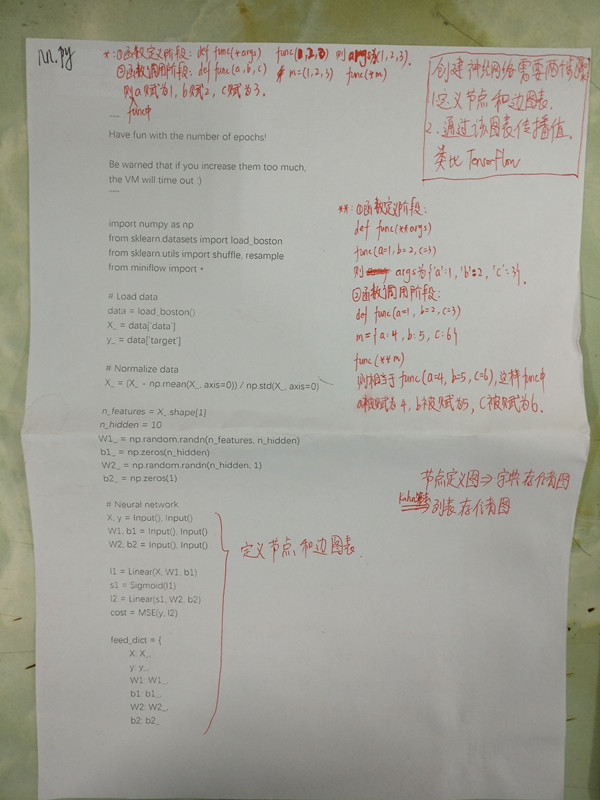 nn.py
*:①函数定义阶段: def func(*args) func(1,2,3) 则args为(1,2,3).
②函数调用阶段: def func(a,b,c) # m=(1,2,3) func(*m)
则a赋为1, b赋2, c赋为3.
func中
"""
Have fun with the number of epochs!
Be warned that if you increase them too much,
the VM will time out :)
"""
创建神经网络需要两个步骤
1.定义节点和边图表.
2.通过该图表传播值.
类比 TensorFlow
import numpy as np
from sklearn.datasets import load_boston
from sklearn.utils import shuffle, resample
from miniflow import *
# Load data
data = load_boston()
X_ = data['data']
y_ = data['target']
# Normalize data
X_ = (X_ - np.mean(X_, axis=0)) / np.std(X_, axis=0)
n_features = X_.shape[1]
n_hidden = 10
W1_ = np.random.randn(n_features, n_hidden)
b1_ = np.zeros(n_hidden)
W2_ = np.random.randn(n_hidden, 1)
b2_ = np.zeros(1)
**:①函数定义阶段:
def func(**args)
func(a=1, b=2, c=3)
则 args为{'a':1, 'b':2, 'c':3}.
②函数调用阶段:
def func(a=1, b=2, c=3)
m={a:4, b:5, c:6}
func(**m)
则相当于func(a=4, b=5, c=6),这样func中
a被赋为4, b被赋为5, c被赋为6.
节点定义图⇒字典存储着图
Kahn算法⇒列表存储着图
# Neural network
X, y = Input(), Input()
W1, b1 = Input(), Input()
W2, b2 = Input(), Input()
l1 = Linear(X, W1, b1)
s1 = Sigmoid(l1)
l2 = Linear(s1, W2, b2)
cost = MSE(y, l2)
feed_dict = {
X: X_,
y: y_,
W1: W1_,
b1: b1_,
W2: W2_,
b2: b2_
定义节点和边图表.